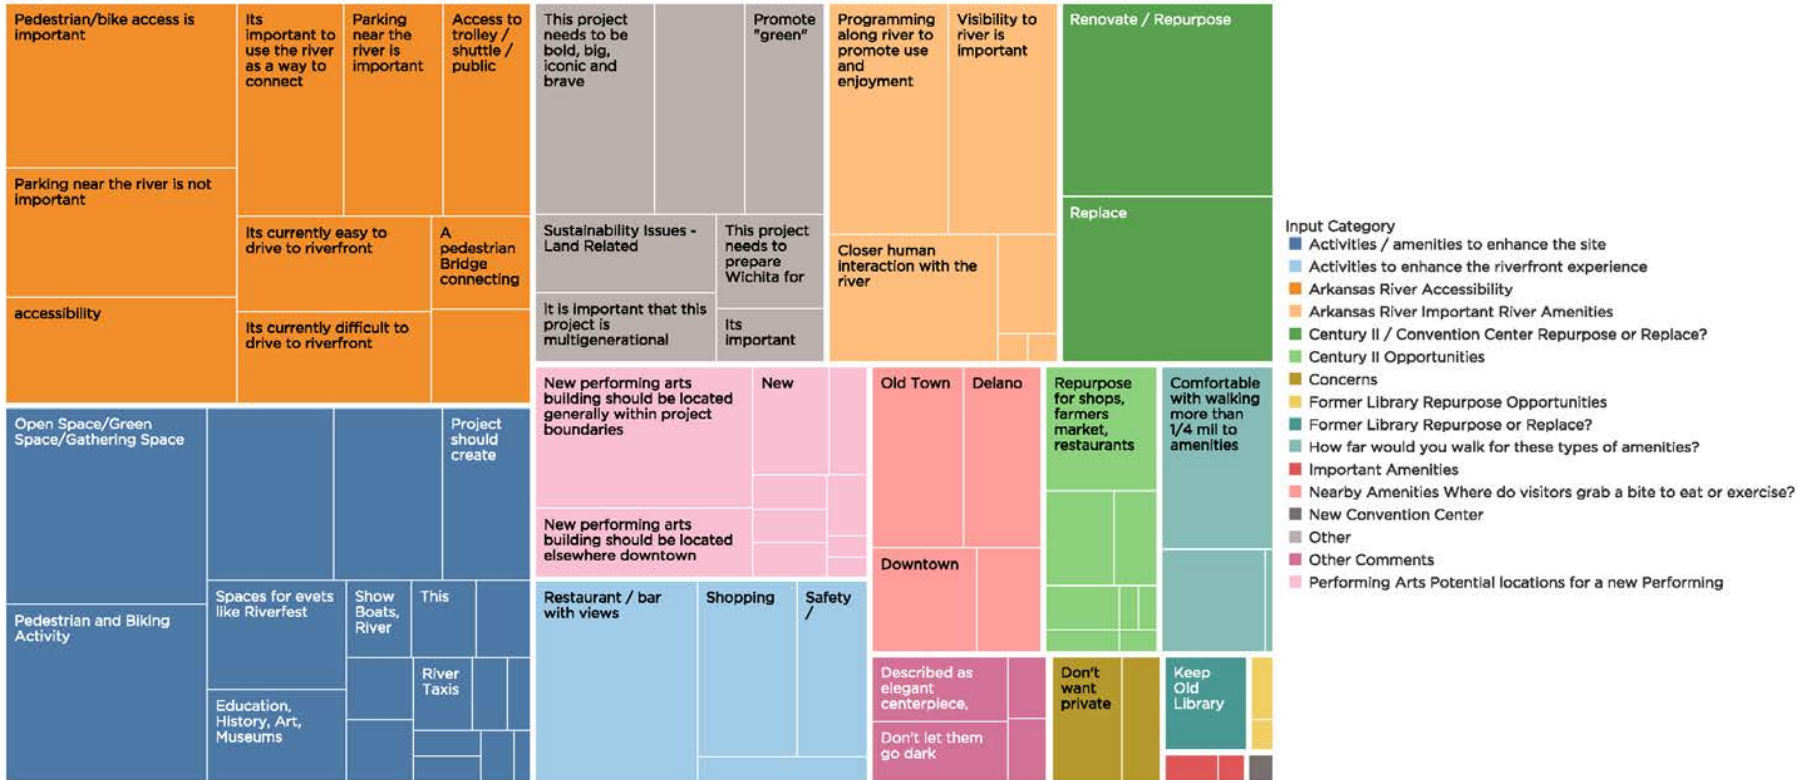 Pedestrian/bike access is
important
Its
important to
use the river
as a way to
connect
Parking
near the
river is
important
Access to
trolley /
shuttle /
public
Parking near the river is not
important
accessibility
Its currently easy to
drive to riverfront
A
pedestrian
Bridge
connecting
Its currently difficult to
drive to riverfront
This project
needs to be
bold, big,
iconic and
brave
Promote
"green"
Sustainability Issues -
Land Related
This project
needs to
prepare
Wichita for
it is important that this
project is
multigenerational
Its
important
Programming
along river to
promote use
and
enjoyment
Visibility to
river is
important
Closer human
interaction with the
river
Renovate / Repurpose
Replace
Open Space/Green
Space/Gathering Space
Project
should
create
Pedestrian and Biking
Activity
Spaces for evets
like Riverfest
Show
Boats,
River
This
River
Taxis
Education,
History, Art,
Museums
New performing arts
building should be located
generally within project
boundaries
New
New performing arts
building should be located
elsewhere downtown
Restaurant / bar
with views
Shopping
Safety
/
Old Town
Delano
Downtown
Repurpose
for shops,
farmers
market,
restaurants
Comfortable
with walking
more than
1/4 mil to
amenities
Described as
elegant
centerpiece,
Don't let them
go dark
Don't
want
private
Keep
Old
Library
Input Category
Activities / amenities to enhance the site
Activities to enhance the riverfront experience
Arkansas River Accessibility
Arkansas River Important River Amenities
Century II / Convention Center Repurpose or Replace?
Century II Opportunities
Concerns
Former Library Repurpose Opportunities
Former Library Repurpose or Replace?
How far would you walk for these types of amenities?
Important Amenities
Nearby Amenities Where do visitors grab a bite to eat or exercise?
New Convention Center
Other
Other Comments
Performing Arts Potential locations for a new Performing